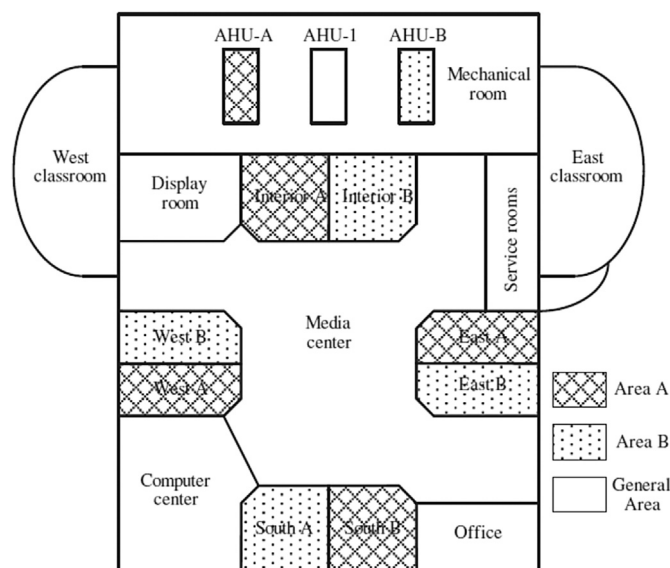 AHU-A
AHU-1
AHU-B
Mechanical
room
West
classroom
East
classroom
Display
room
Interior A
Interior B
Service rooms
Media
center
West B
West A
East A
East B
Area A
Area B
General
Area
Computer
center
South A
South B
Office